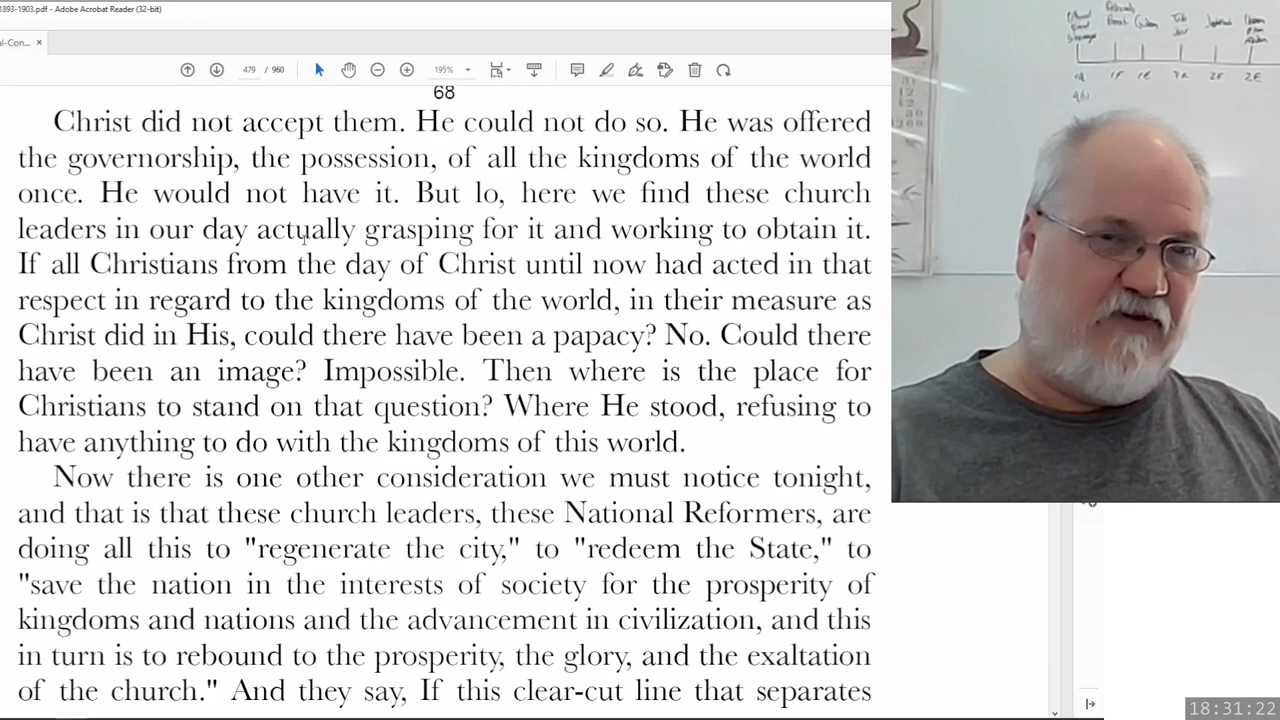 1893-1903.pdf - Adobe Acrobat Reader (32-bit)
al-Con... ×
479 / 960
195%
68
Christ did not accept them. He could not do so. He was offered
the governorship, the possession, of all the kingdoms of the world
once. He would not have it. But lo, here we find these church
leaders in our day actually grasping for it and working to obtain it.
If all Christians from the day of Christ until now had acted in that
respect in regard to the kingdoms of the world, in their measure as
Christ did in His, could there have been a papacy? No. Could there
have been an image? Impossible. Then where is the place for
Christians to stand on that question? Where He stood, refusing to
have anything to do with the kingdoms of this world.
Now there is one other consideration we must notice tonight,
and that is that these church leaders, these National Reformers, are
doing all this to "regenerate the city," to "redeem the State," to
"save the nation in the interests of society for the prosperity of
kingdoms and nations and the advancement in civilization, and this
in turn is to rebound to the prosperity, the glory, and the exaltation
of the church." And they say, If this clear-cut line that separates
18:31:22